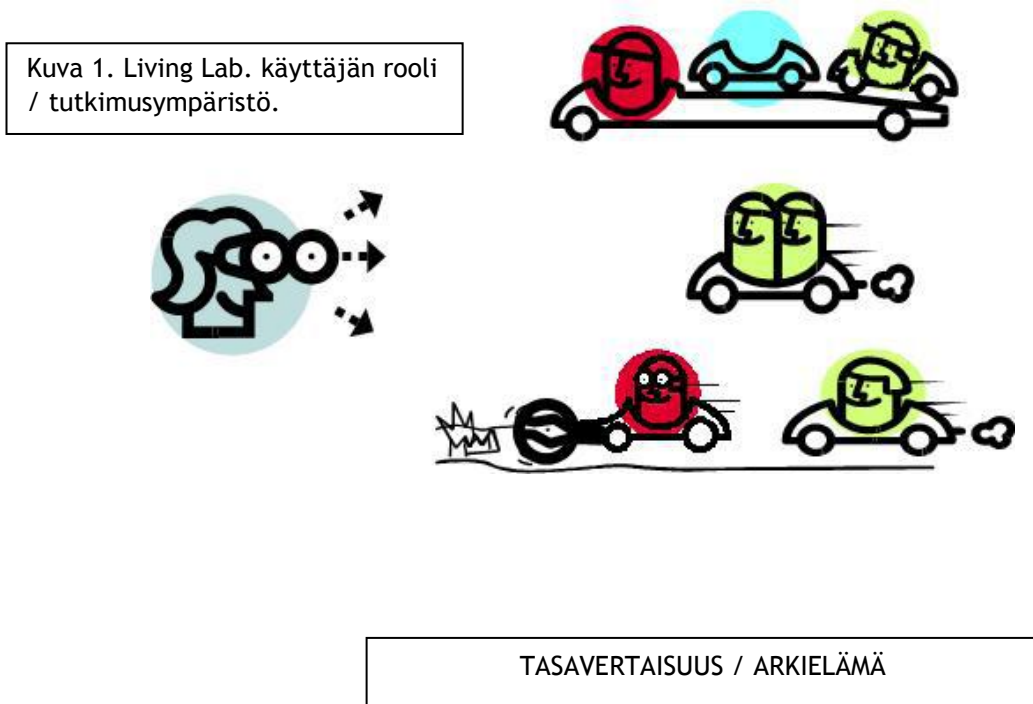 Kuva 1. Living Lab. käyttäjän rooli
/ tutkimusympäristö.
TASAVERTAISUUS / ARKIELÄMÄ